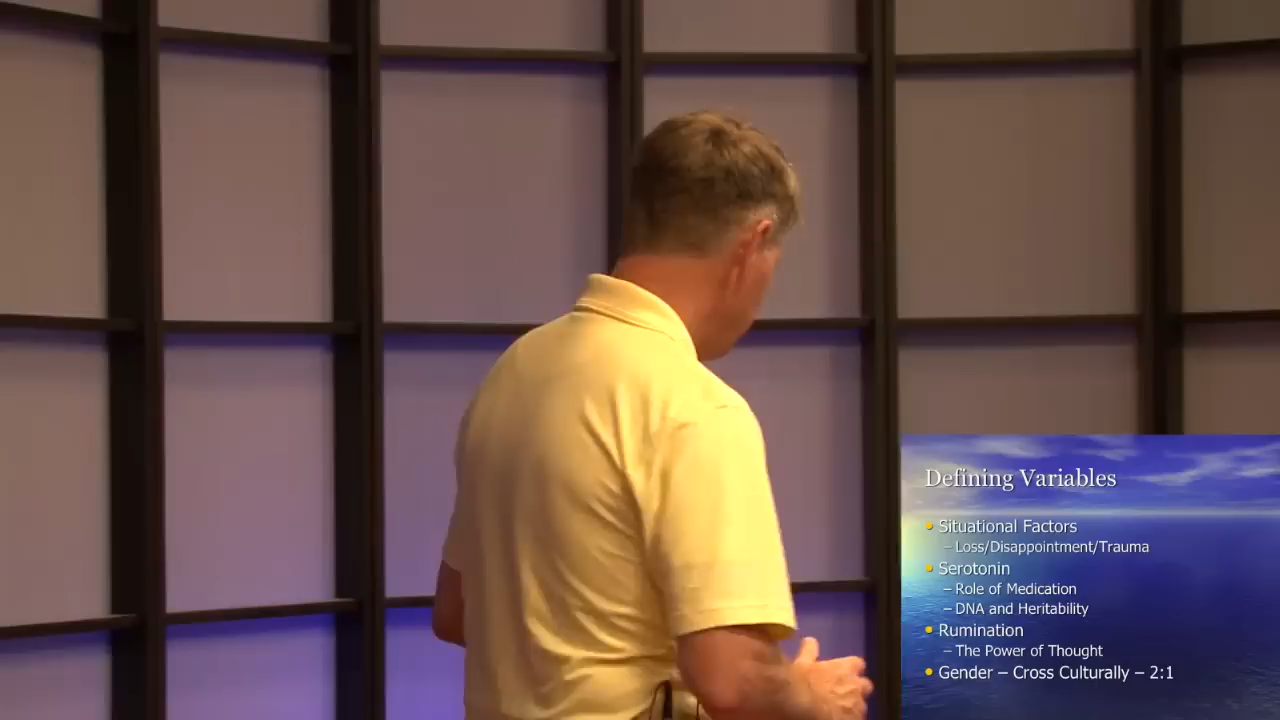 Defining Variables
• Situational Factors
– Loss/Disappointment/Trauma
• Serotonin
– Role of Medication
– DNA and Heritability
• Rumination
– The Power of Thought
• Gender – Cross Culturally – 2:1